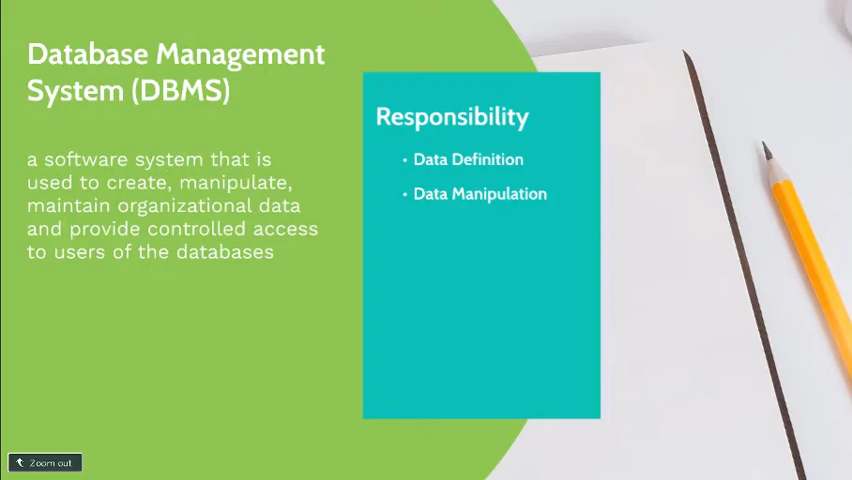 Database Management
System (DBMS)
a software system that is
used to create, manipulate,
maintain organizational data
and provide controlled access
to users of the databases
Responsibility
• Data Definition
• Data Manipulation
Zoom out